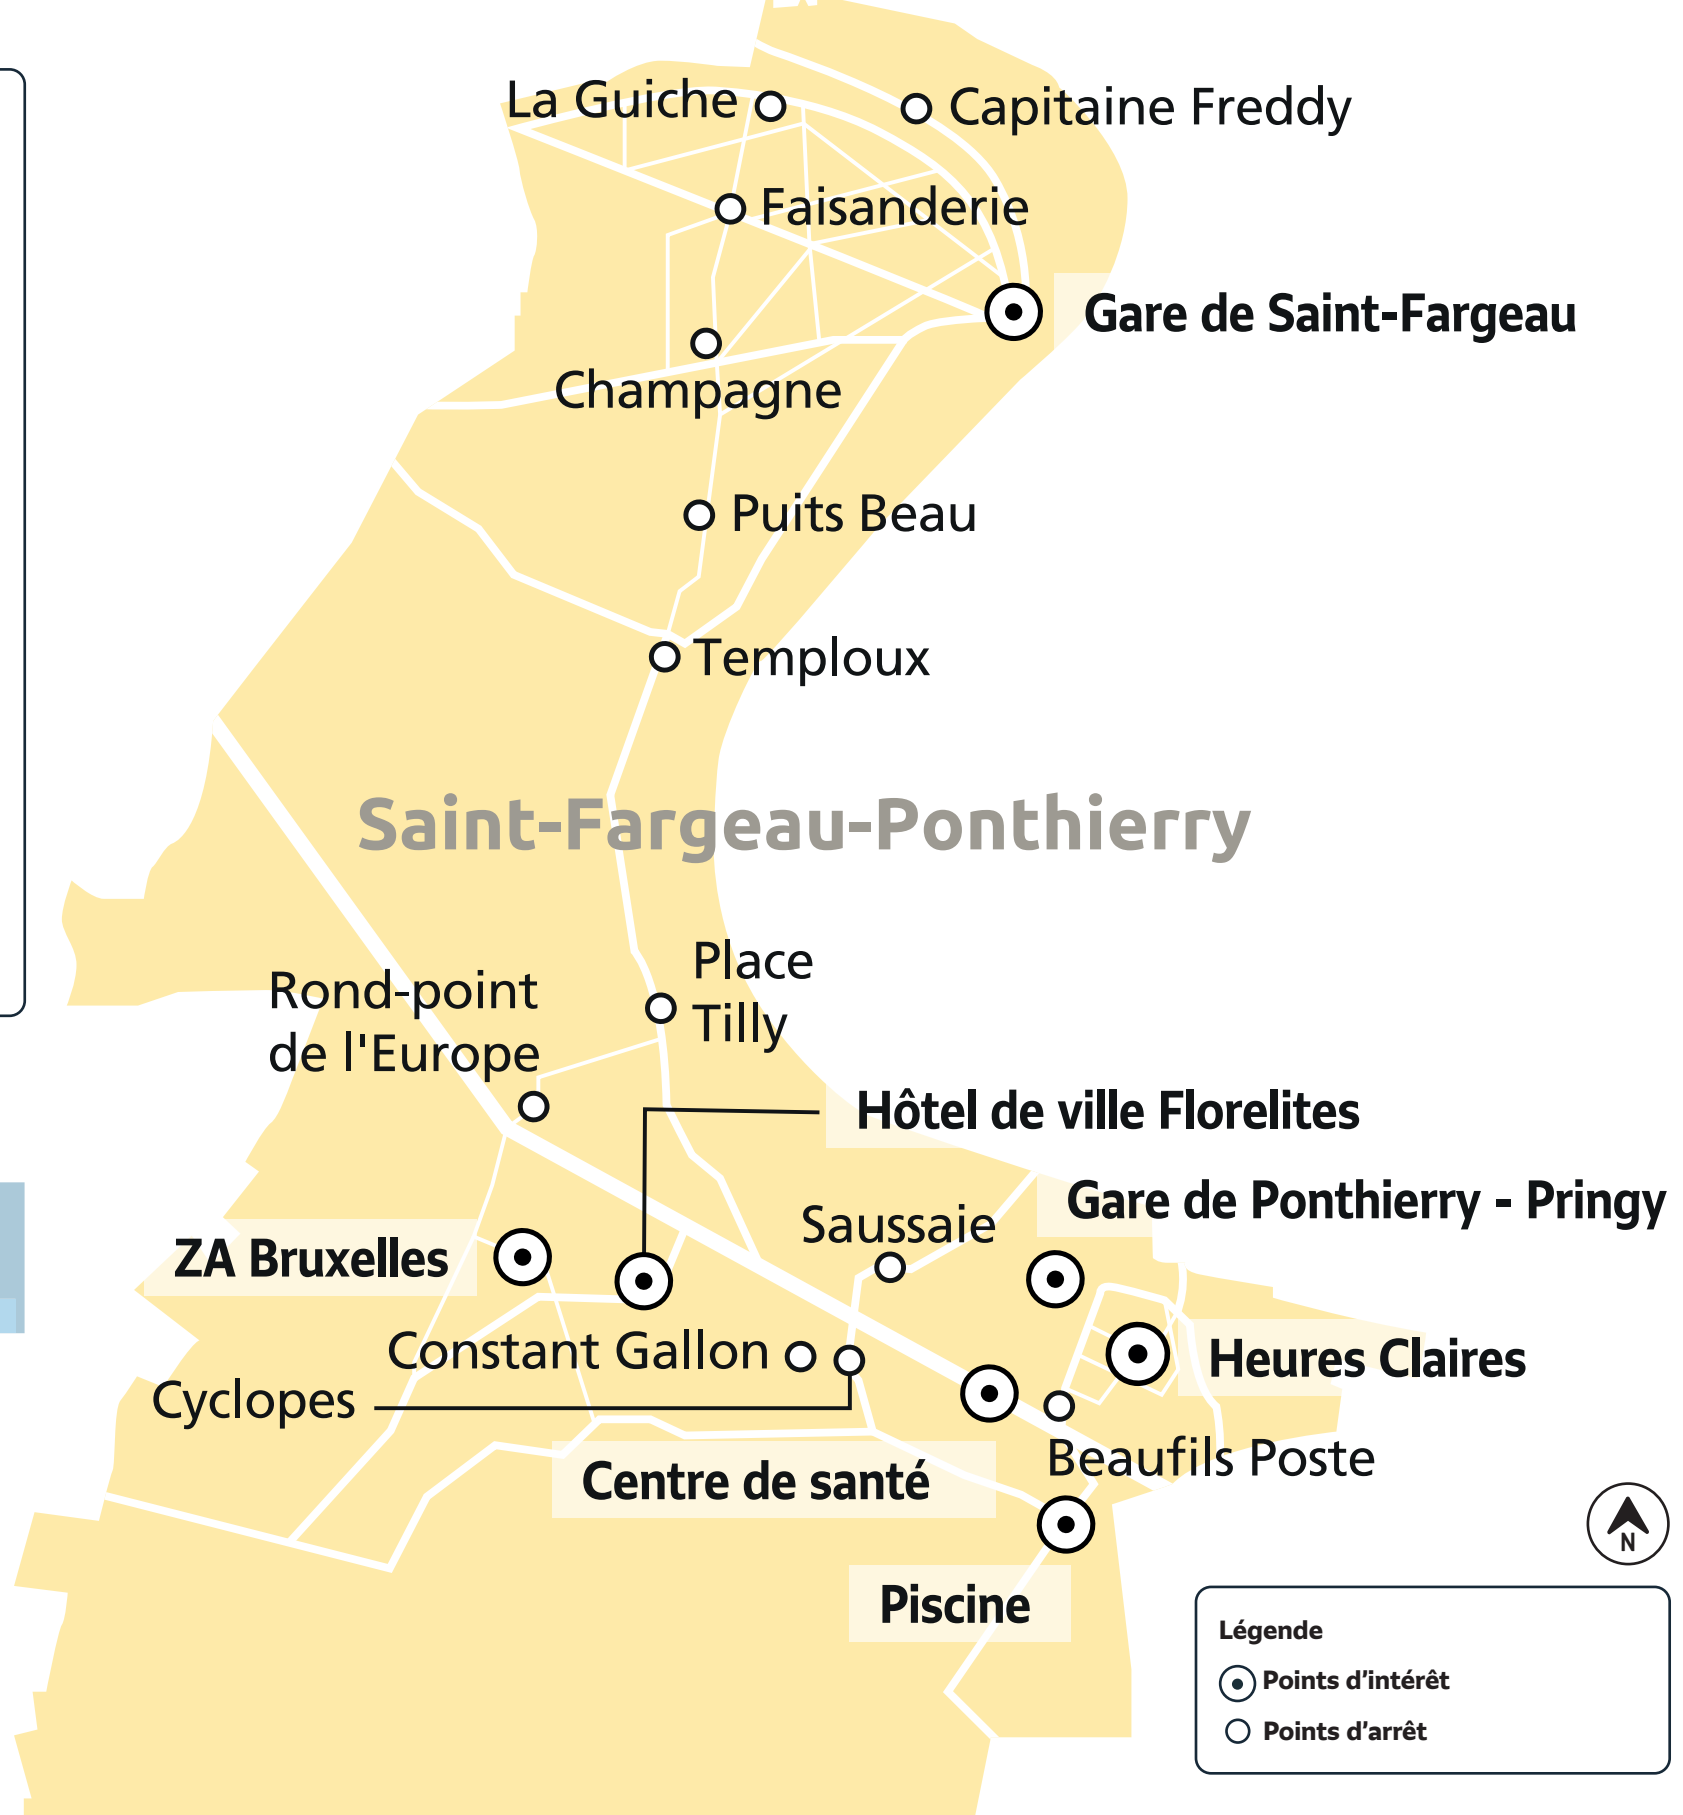 La Guiche
Capitaine Freddy
Faisanderie
Gare de Saint-Fargeau
Champagne
Puits Beau
Temploux
Saint-Fargeau-Ponthierry
Place
Tilly
Rond-point
de l'Europe
Hôtel de ville Florelites
Gare de Ponthierry - Pringy
Saussaie
ZA Bruxelles
Constant Gallon
Heures Claires
Cyclopes
Beaufils Poste
Centre de santé
Piscine
N
Légende
Points d’intérêt
Points d’arrêt